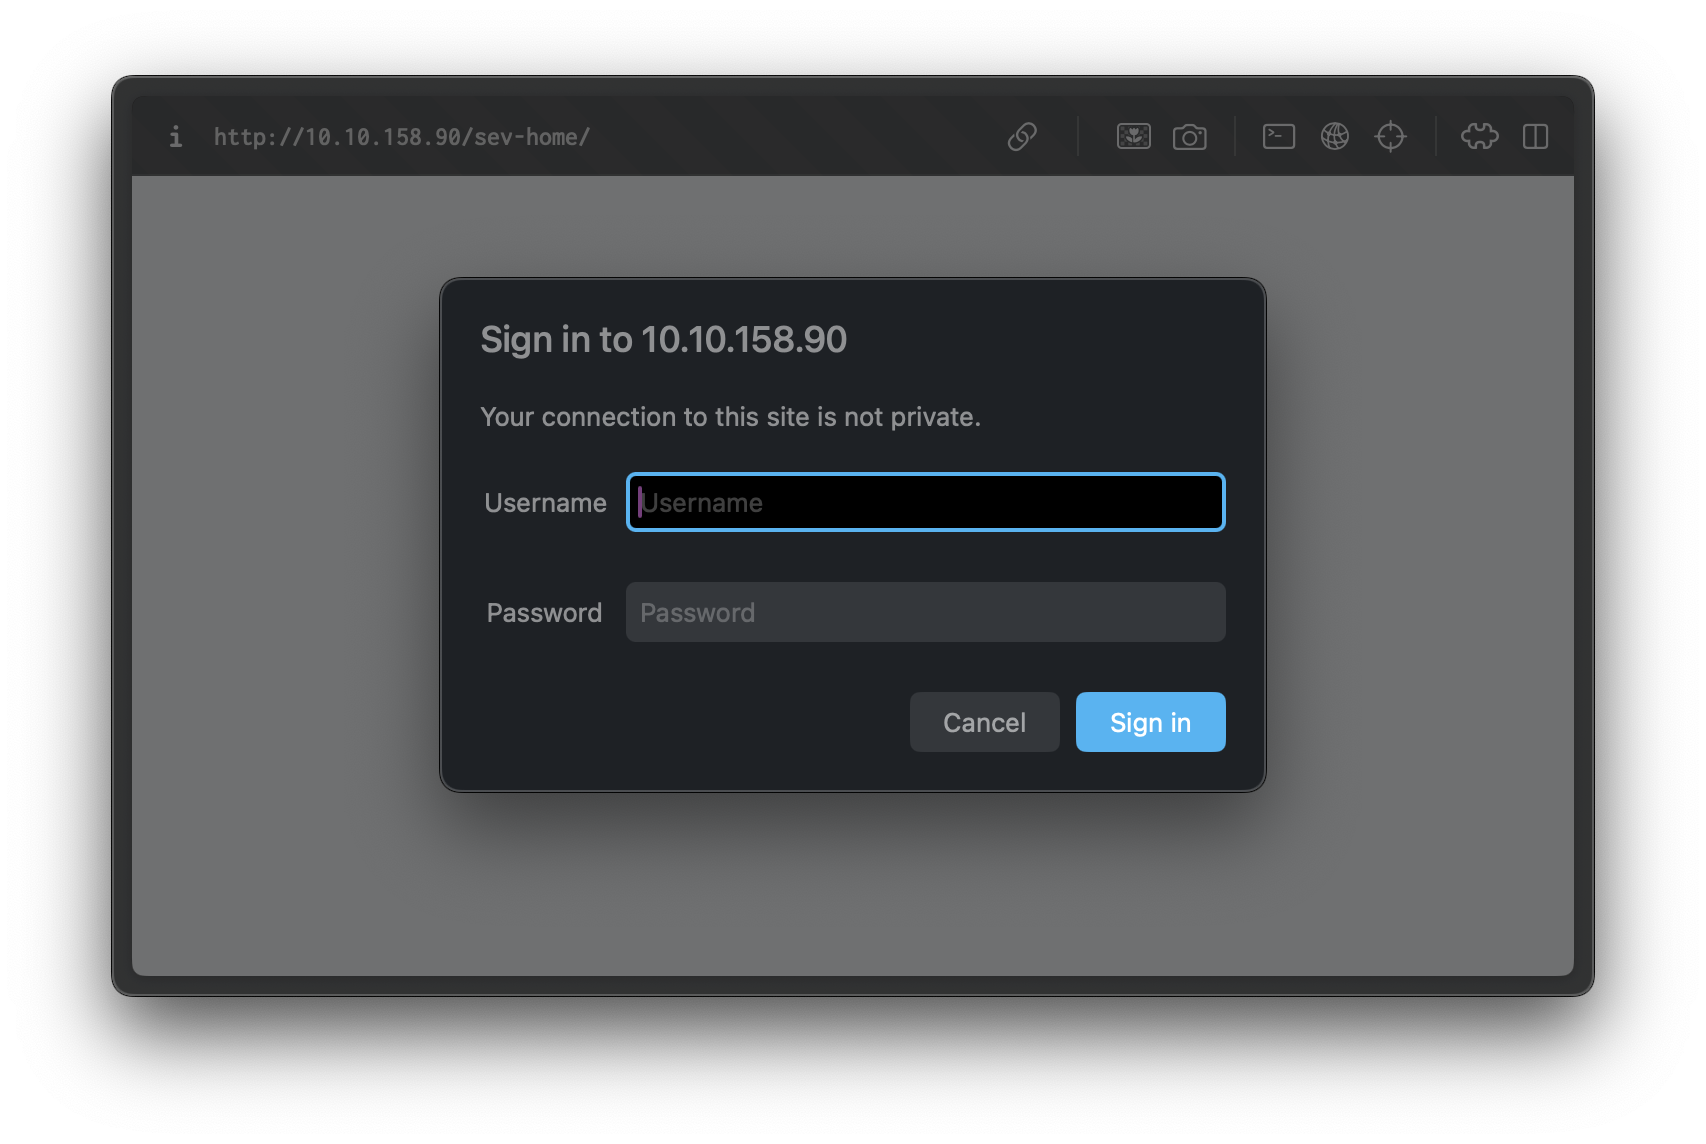 http://10.10.158.90/sev-home/
Sign in to 10.10.158.90
Your connection to this site is not private.
Username Username
Password Password
Cancel Sign in